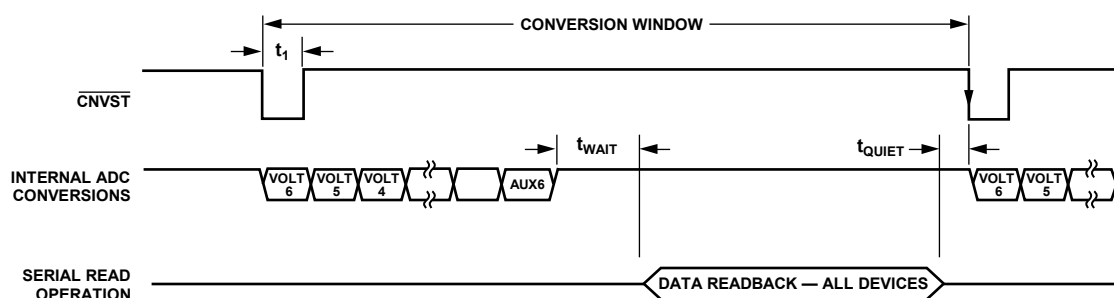 CONVERSION WINDOW
t1
CNVST
tWAIT
tQUIET
INTERNAL ADC
CONVERSIONS
VOLT
6
VOLT
5
VOLT
4
AUX6
VOLT
6
VOLT
5
SERIAL READ
OPERATION
DATA READBACK — ALL DEVICES